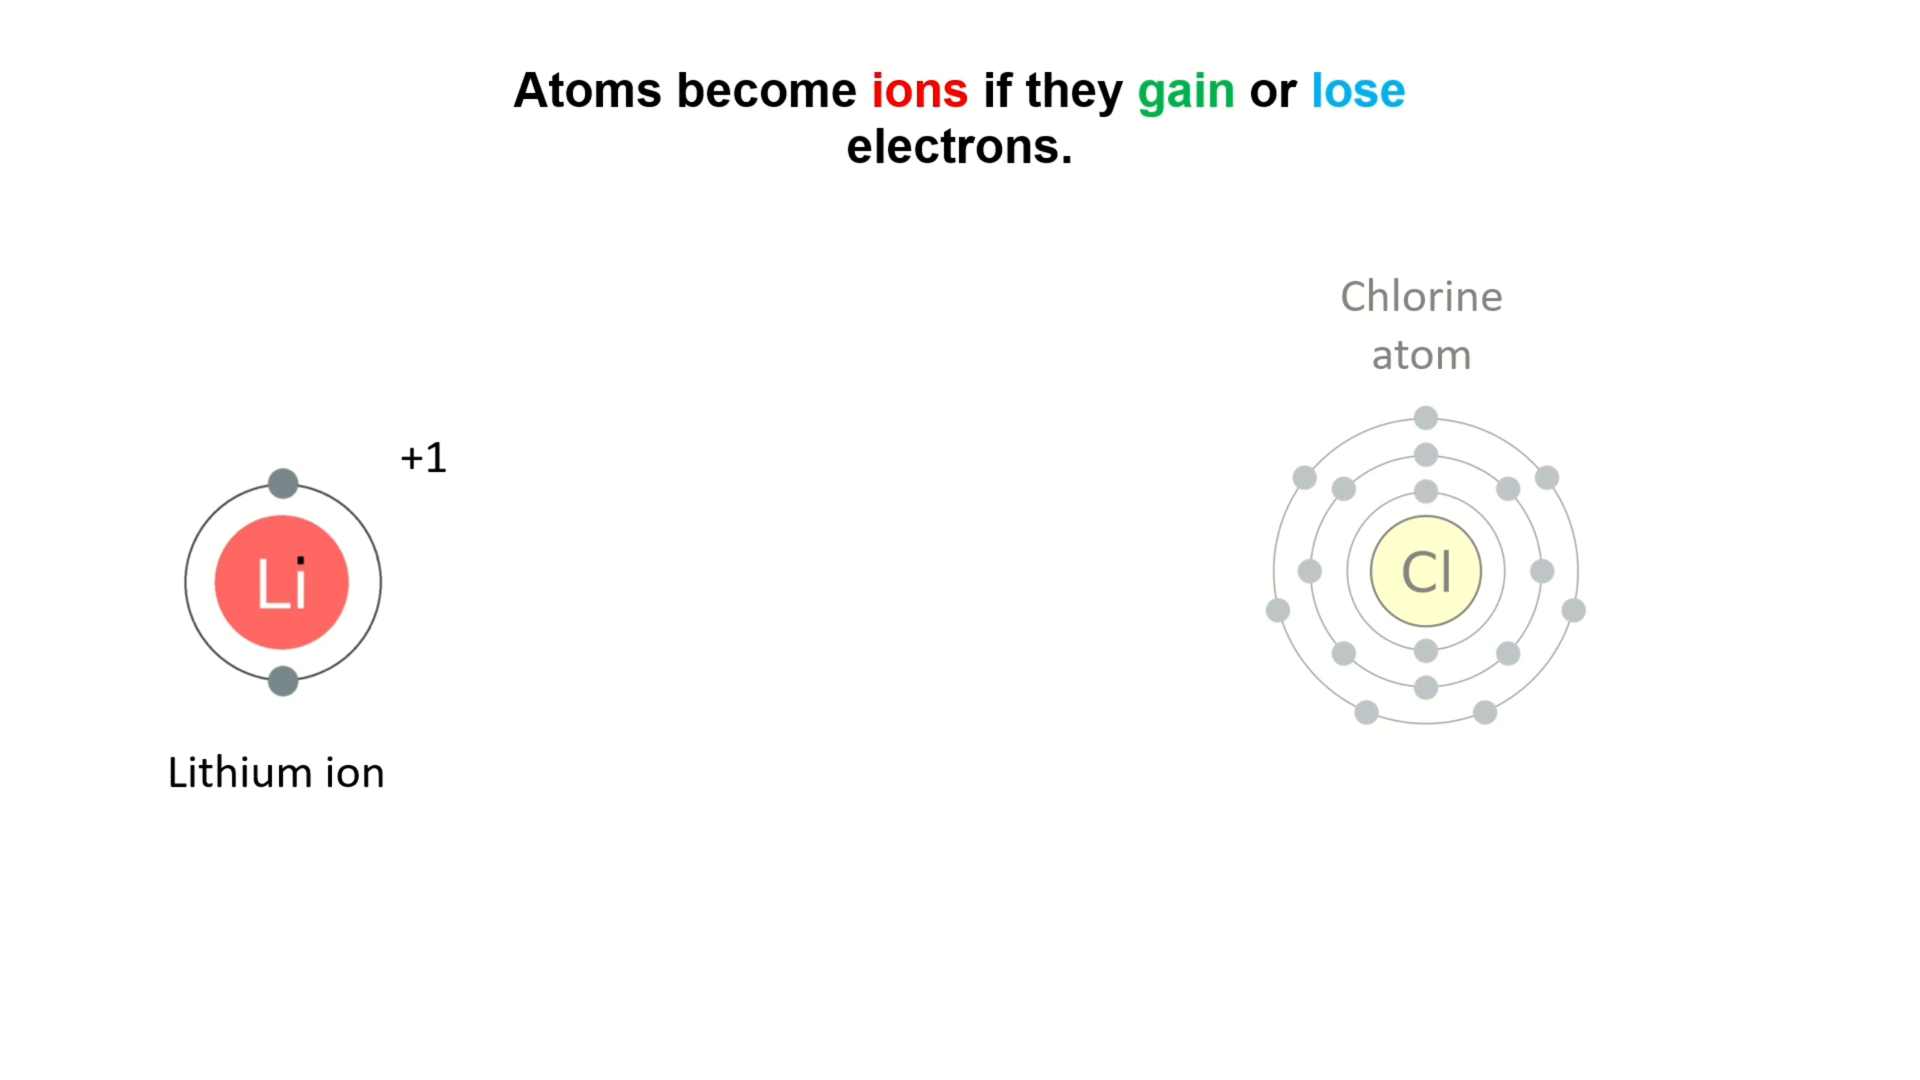 Atoms become ions if they gain or lose
electrons.
Chlorine
atom
+1
Li
Cl
Lithium ion